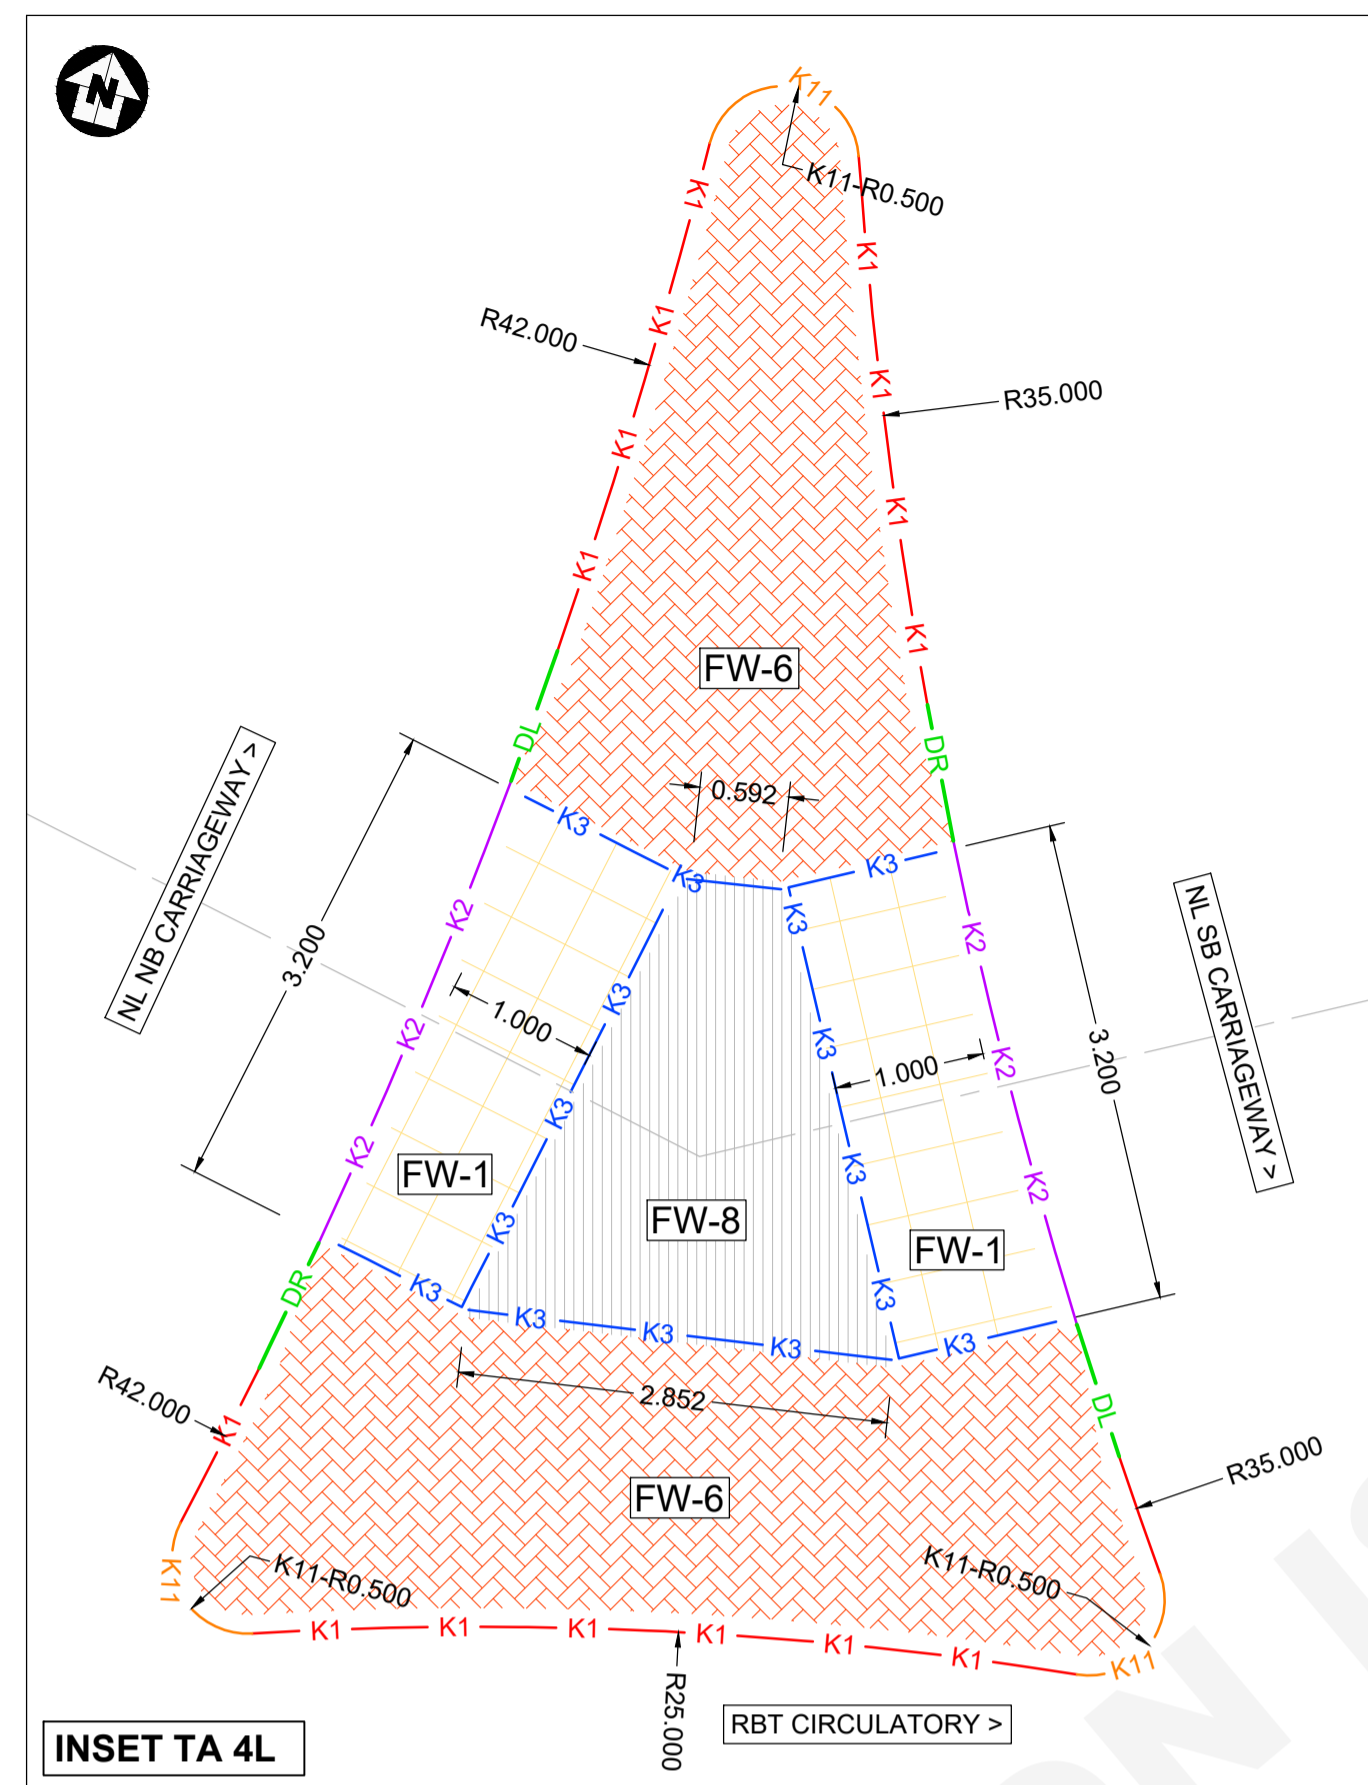 N
K11
K11-R0.500
K1
K1
R42.000
K1
K1
R35.000
K1
K1
K1
K1
FW-6
DL
DR
NL NB CARRIAGEWAY >
0.592
K3
K3
K3
K3
K2
K2
3.200
NL SB CARRIAGEWAY >
K3
1.000
K2
K3
K2
3.200
1.000
K3
K2
FW-1
K3
K2
K3
FW-8
FW-1
DR
K3
K3
K3
K3
K3
K3
R42.000
2.852
DL
K1
R35.000
FW-6
K11
K11-R0.500
K11-R0.500
K1
K1
K1
K1
K1
K1
K11
R25.000
RBT CIRCULATORY >
INSET TA 4L